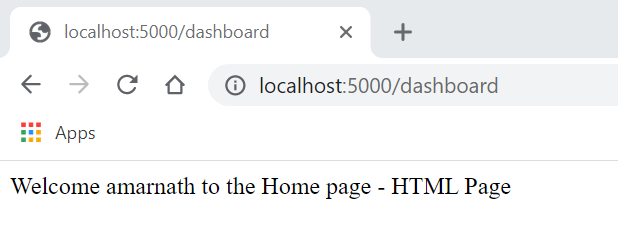 localhost:5000/dashboard
localhost:5000/dashboard
Apps
Welcome amarnath to the Home page - HTML Page